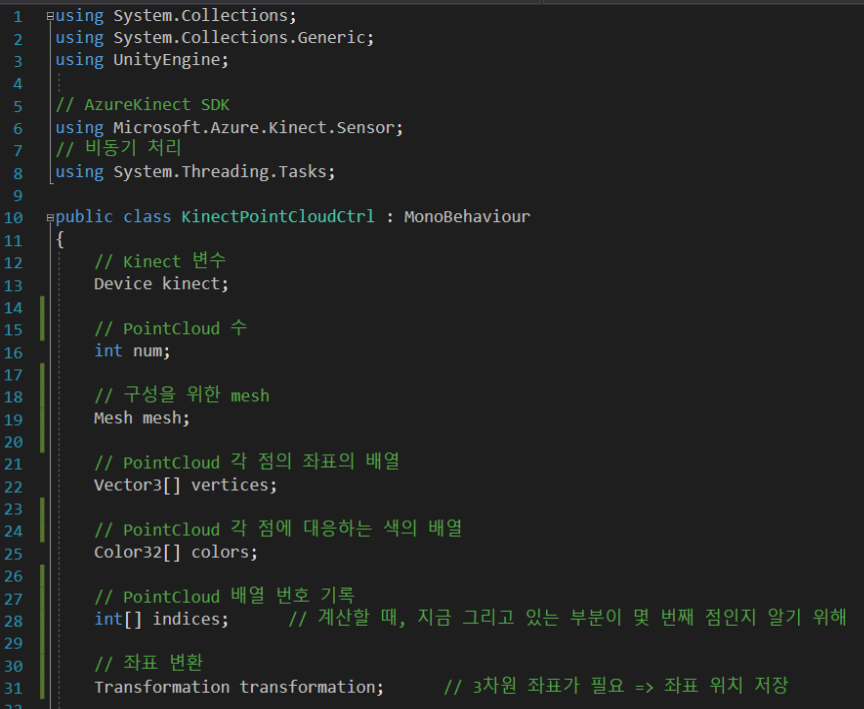 1 using System.Collections;
2 using System.Collections.Generic;
3 using UnityEngine;
4
5 // AzureKinect SDK
6 using Microsoft.Azure.Kinect.Sensor;
7 // 비동기 처리
8 using System.Threading.Tasks;
9
10 public class KinectPointCloudCtrl : MonoBehaviour
11 {
12 // Kinect 변수
13 Device kinect;
14
15 // PointCloud 수
16 int num;
17
18 // 구성을 위한 mesh
19 Mesh mesh;
20
21 // PointCloud 각 점의 좌표의 배열
22 Vector3[] vertices;
23
24 // PointCloud 각 점에 대응하는 색의 배열
25 Color32[] colors;
26
27 // PointCloud 배열 번호 기록
28 int[] indices; // 계산할 때, 지금 그리고 있는 부분이 몇 번째 점인지 알기 위해
29
30 // 좌표 변환
31 Transformation transformation; // 3차원 좌표가 필요 => 좌표 위치 저장